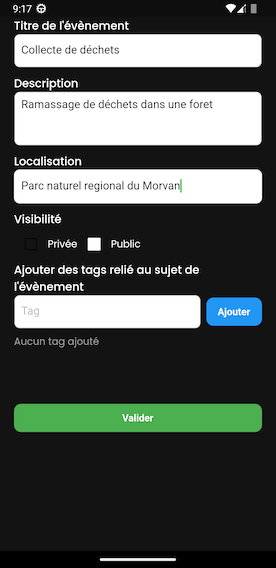 9:17
Titre de l'évènement
Collecte de déchets
Description
Ramassage de déchets dans une foret
Localisation
Parc naturel regional du Morvan
Visibilité
Privée Public
Ajouter des tags relié au sujet de
l'évènement
Tag Ajouter
Aucun tag ajouté
Valider